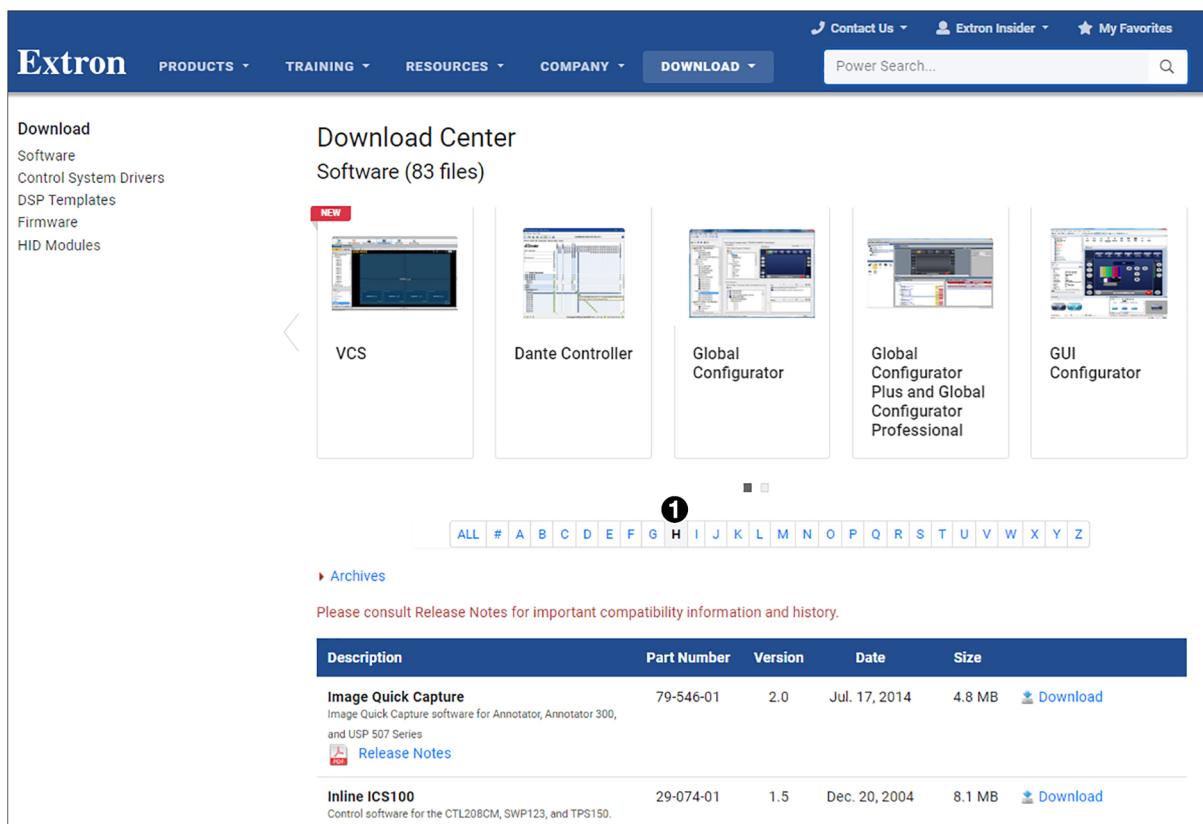 Contact Us
Extron Insider
My Favorites
Extron
PRODUCTS
TRAINING
RESOURCES
COMPANY
DOWNLOAD
Power Search...
Download
Software
Control System Drivers
DSP Templates
Firmware
HID Modules
Download Center
Software (83 files)
NEW
VCS
Dante Controller
Global
Configurator
Global
Configurator
Plus and Global
Configurator
Professional
GUI
Configurator
1
ALL # A B C D E F G H I J K L M N O P Q R S T U V W X Y Z
Archives
Please consult Release Notes for important compatibility information and history.
Description Part Number Version Date Size
Image Quick Capture 79-546-01 2.0 Jul. 17, 2014 4.8 MB Download
Image Quick Capture software for Annotator, Annotator 300,
and USP 507 Series
PDF Release Notes
Inline ICS100 29-074-01 1.5 Dec. 20, 2004 8.1 MB Download
Control software for the CTL208CM, SWP123, and TPS150.